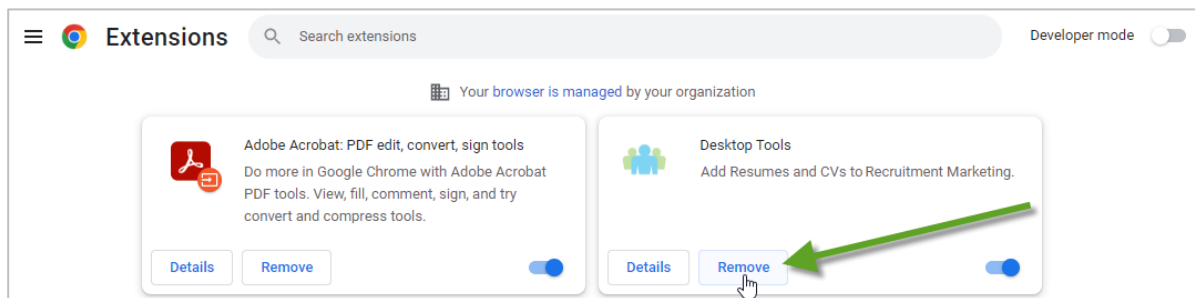 Extensions
Search extensions
Developer mode
Your browser is managed by your organization
Adobe Acrobat: PDF edit, convert, sign tools
Do more in Google Chrome with Adobe Acrobat
PDF tools. View, fill, comment, sign, and try
convert and compress tools.
Details
Remove
Desktop Tools
Add Resumes and CVs to Recruitment Marketing.
Details
Remove